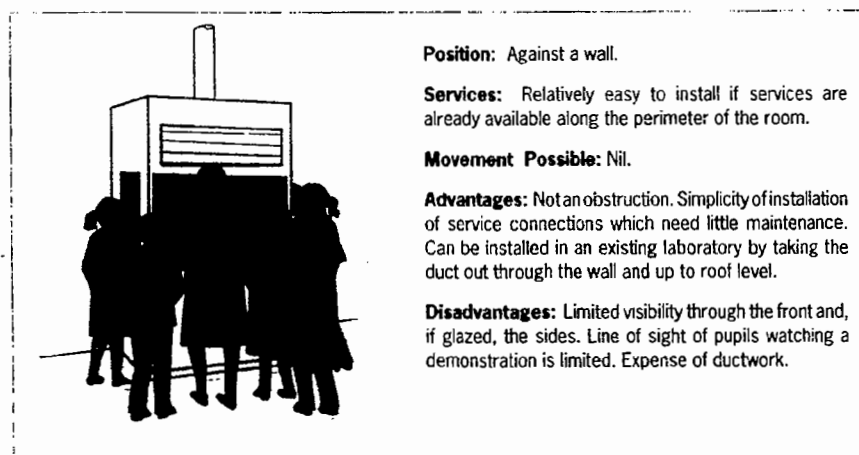 Position: Against a wall.
Services: Relatively easy to install if services are
already available along the perimeter of the room.
Movement Possible: Nil.
Advantages: Not an obstruction. Simplicity of installation
of service connections which need little maintenance.
Can be installed in an existing laboratory by taking the
duct out through the wall and up to roof level.
Disadvantages: Limited visibility through the front and,
if glazed, the sides. Line of sight of pupils watching a
demonstration is limited. Expense of ductwork.